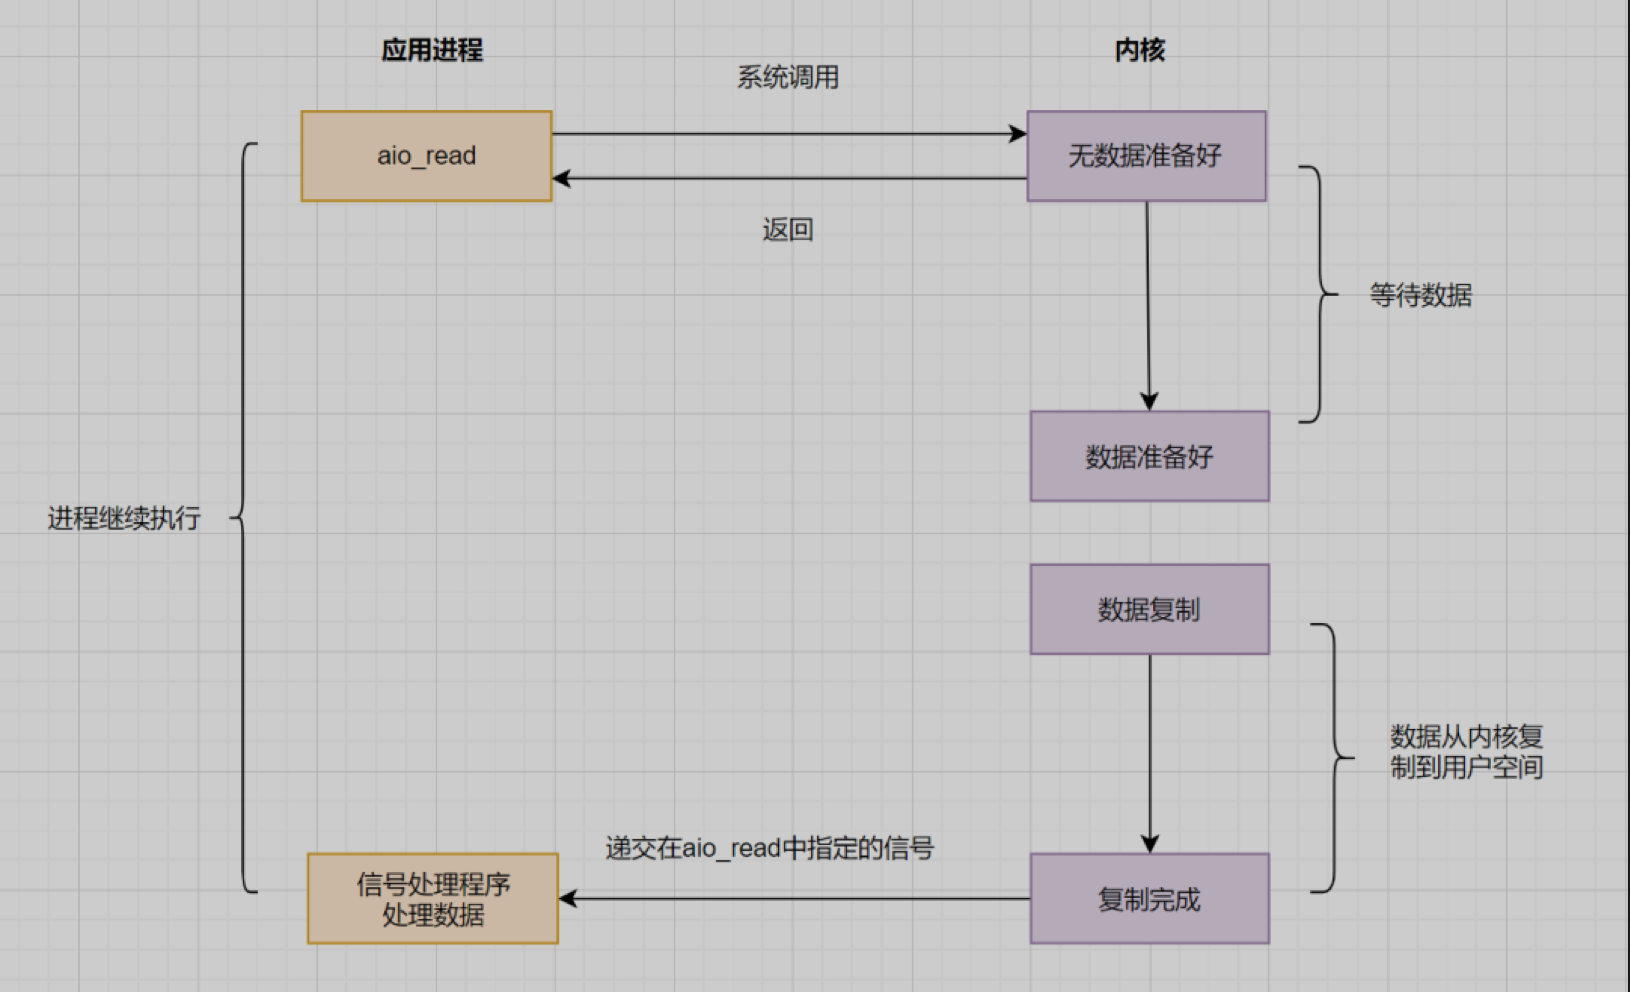 应用进程
内核
系统调用
aio_read
无数据准备好
返回
等待数据
数据准备好
进程继续执行
数据复制
数据从内核复
制到用户空间
递交在aio_read中指定的信号
信号处理程序
处理数据
复制完成